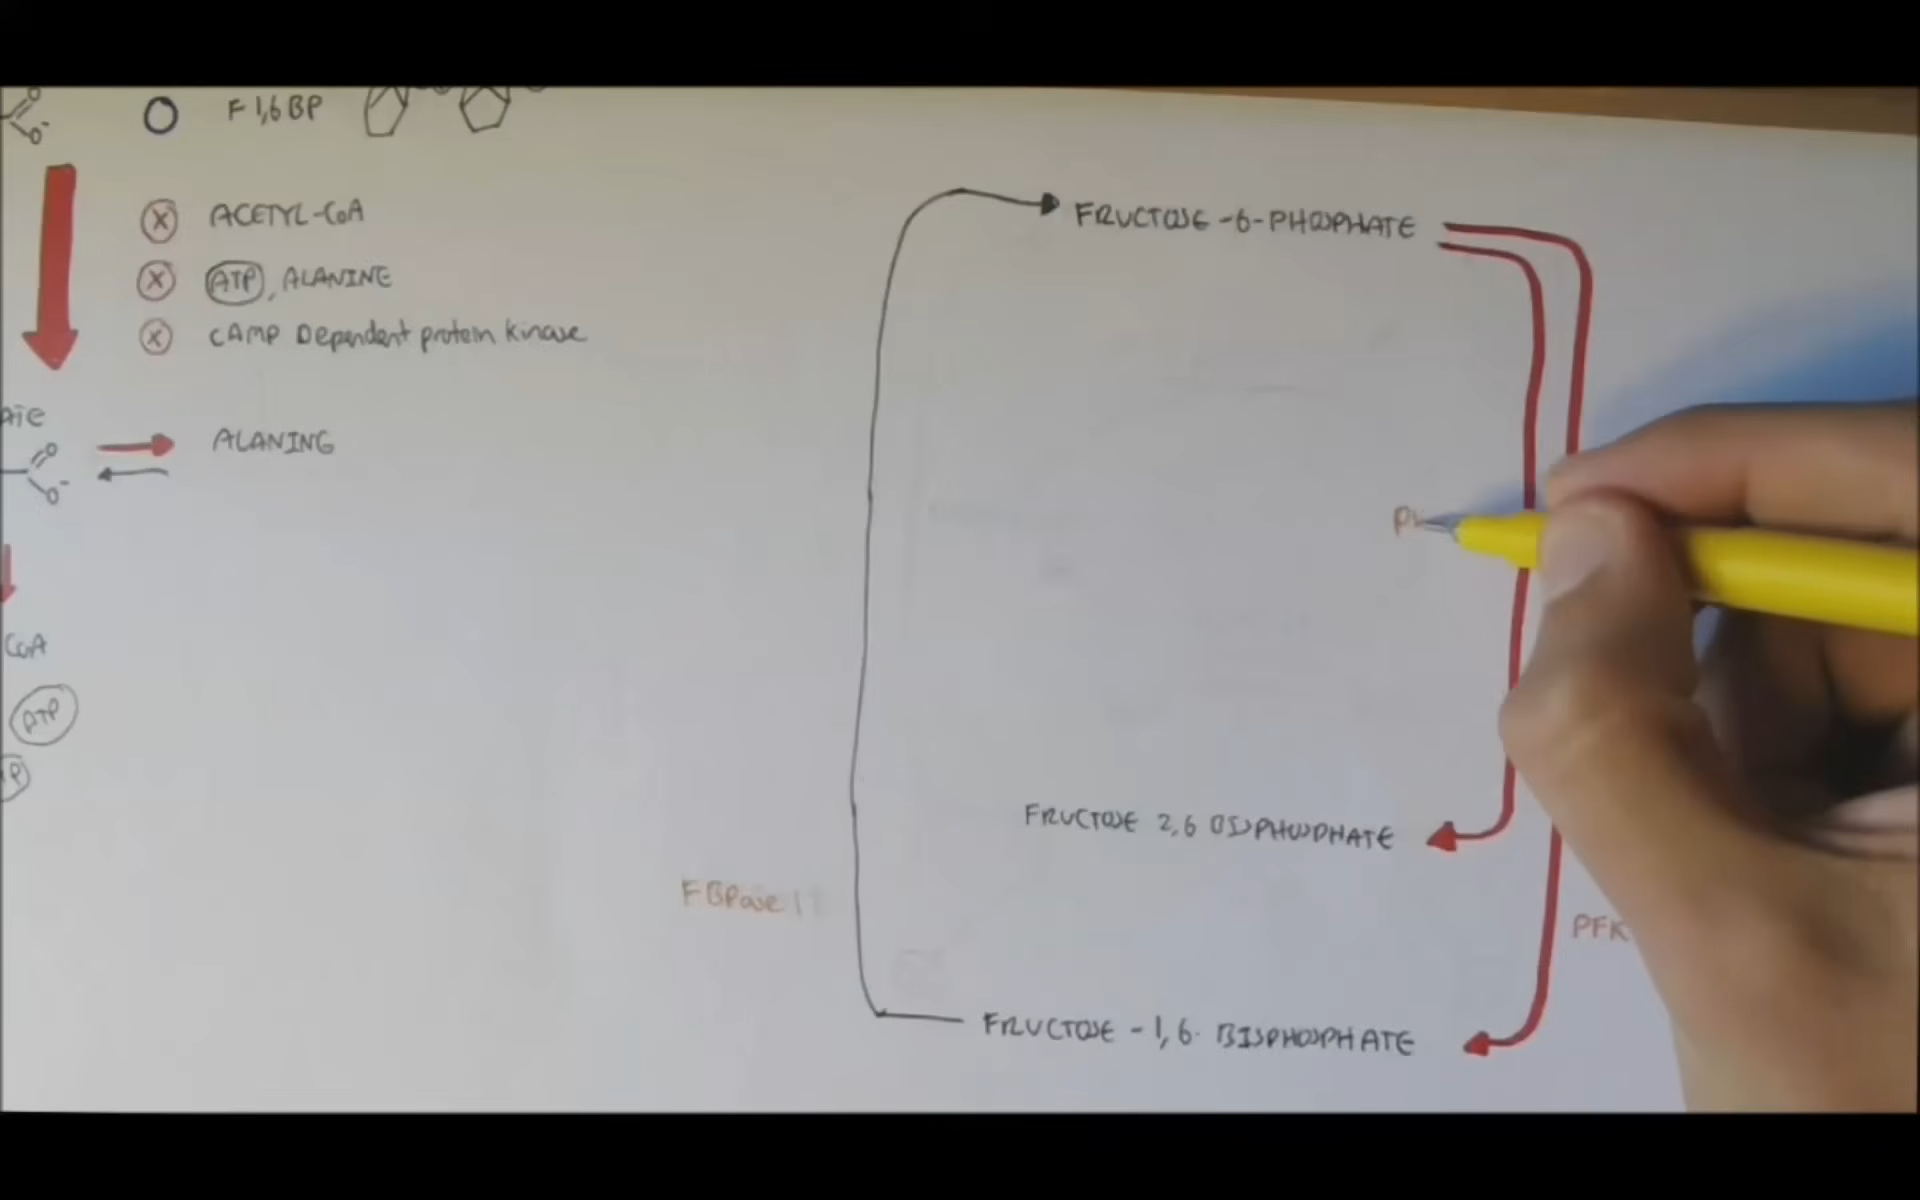 F 1,6 BP
ACETYL-CoA
ATP, ALANINE
cAMP Dependent protein kinase
ALANING
CoA
ATP
FRUCTOSE-6-PHOSPHATE
FRUCTOSE 2,6 BISPHOSPHATE
FBPase 1
PFK
FRUCTOSE-1,6-BISPHOSPHATE